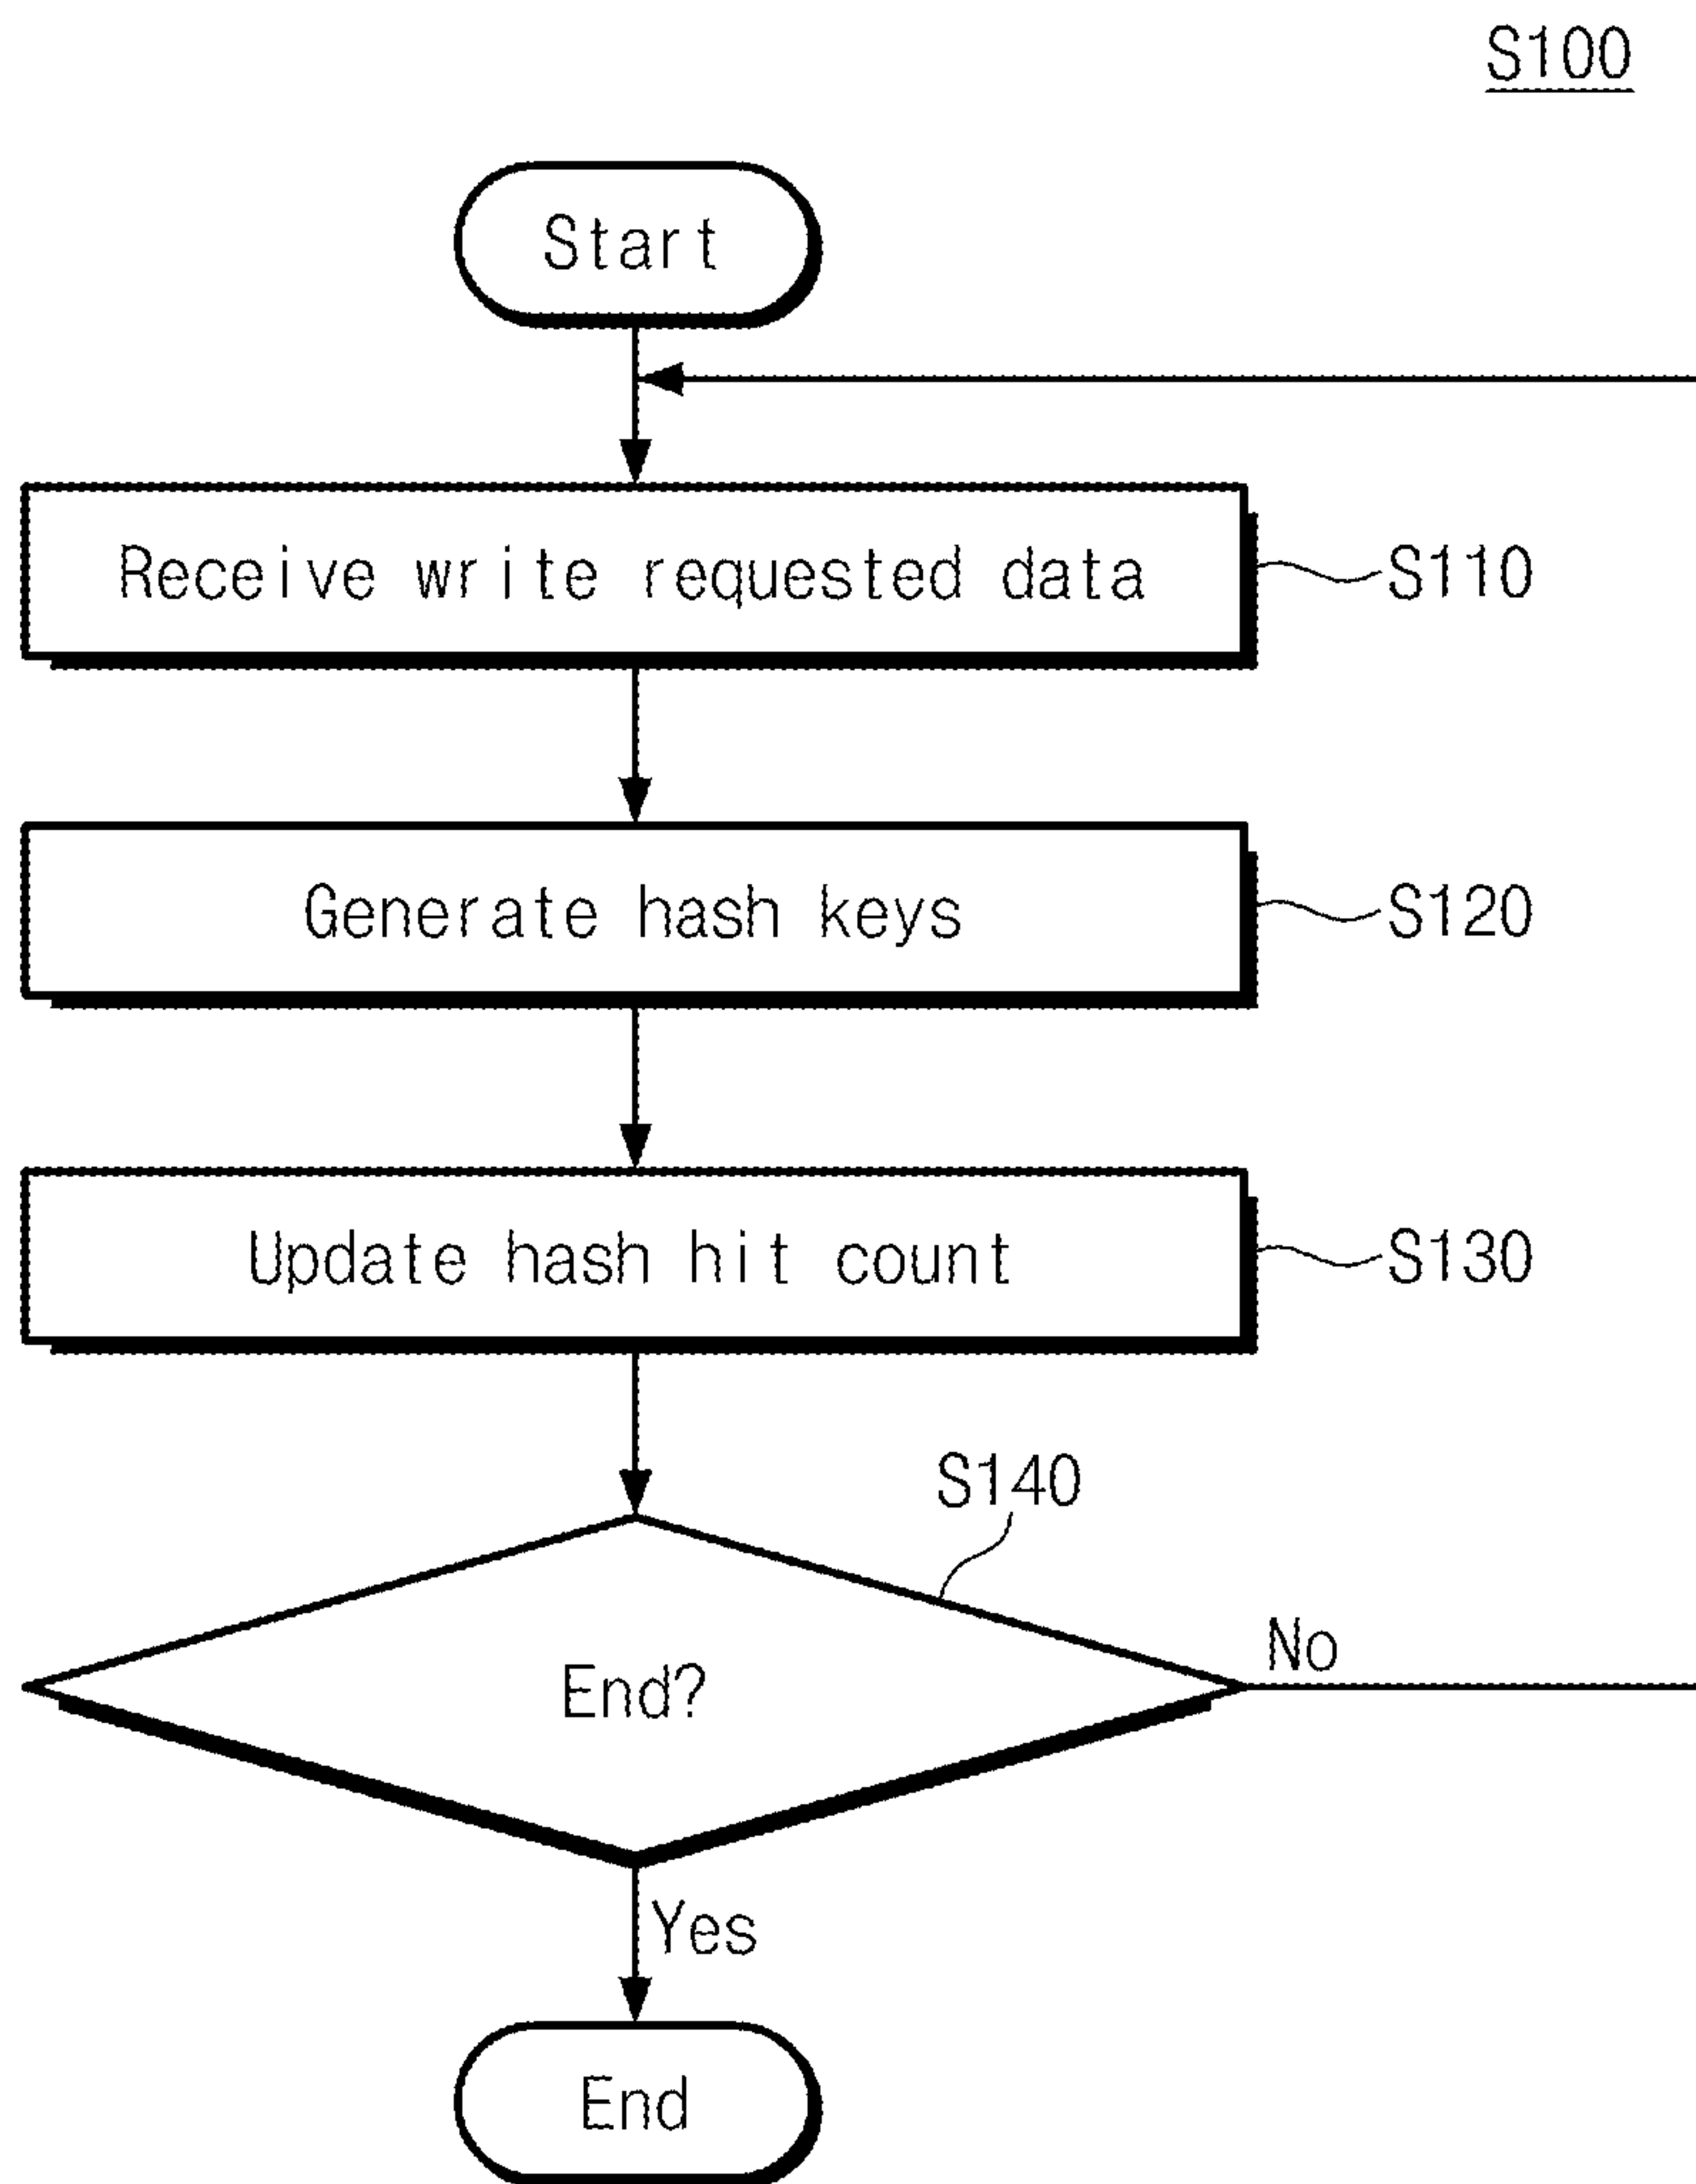 S100
Start
Receive write requested data
S110
Generate hash keys
S120
Update hash hit count
S130
S140
End?
No
Yes
End